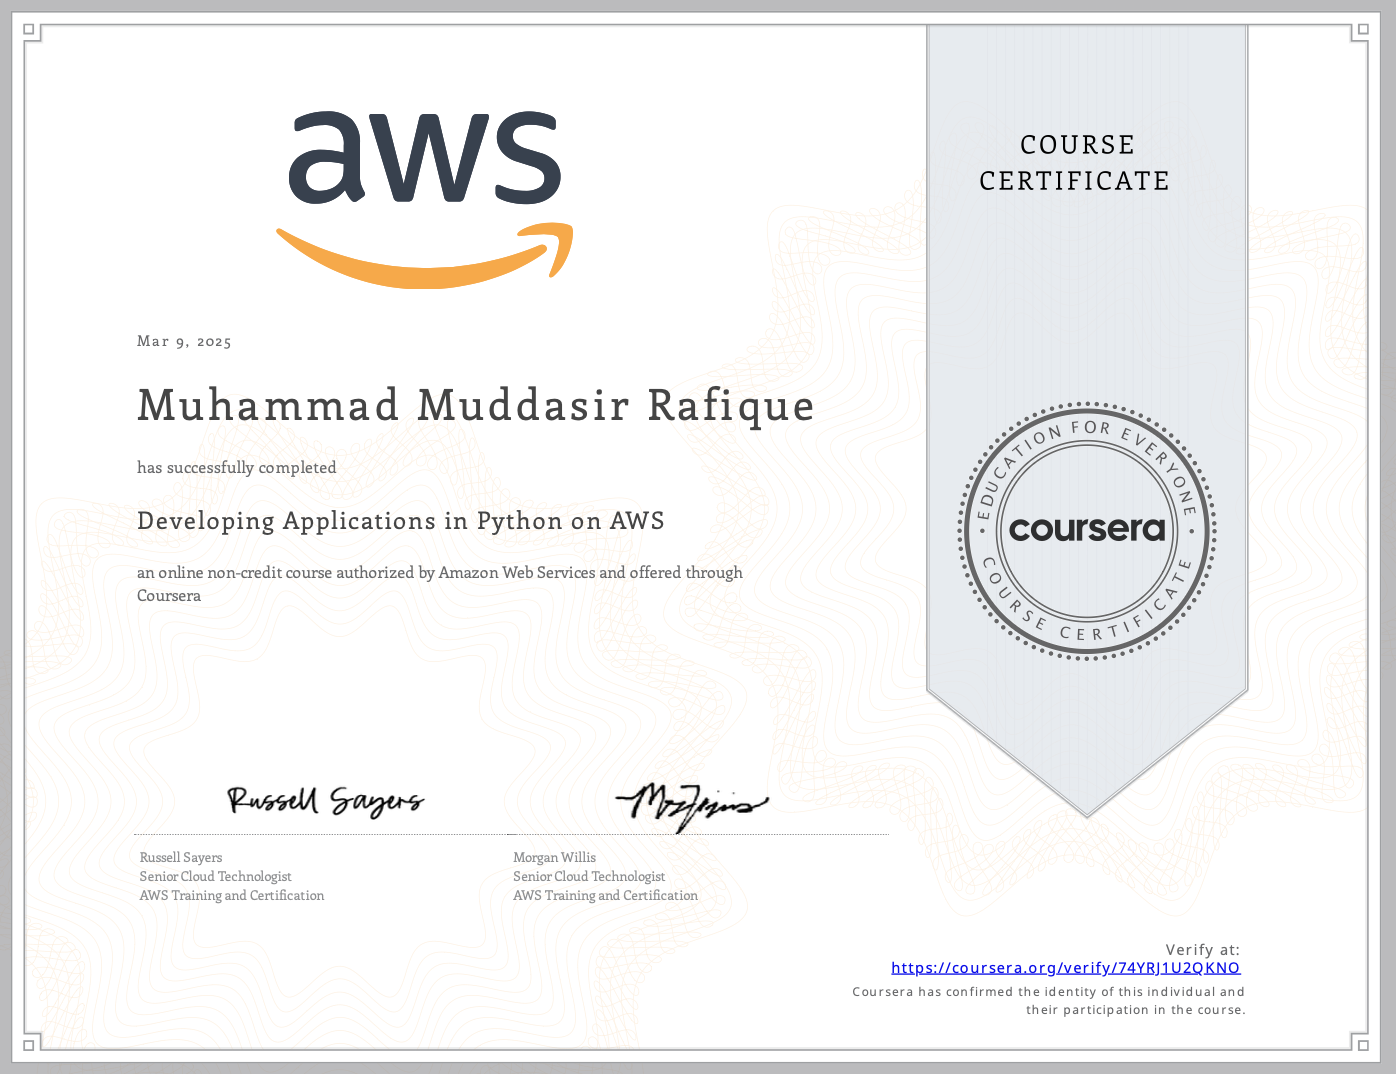 aws
COURSE
CERTIFICATE
Mar 9, 2025
Muhammad Muddasir Rafique
has successfully completed
Developing Applications in Python on AWS
an online non-credit course authorized by Amazon Web Services and offered through
Coursera
EDUCATION FOR EVERYONE
coursera
COURSE CERTIFICATE
Russell Sayers
Russell Sayers
Senior Cloud Technologist
AWS Training and Certification
Morgan Willis
Senior Cloud Technologist
AWS Training and Certification
Verify at:
https://coursera.org/verify/74YRJ1U2QKNO
Coursera has confirmed the identity of this individual and
their participation in the course.